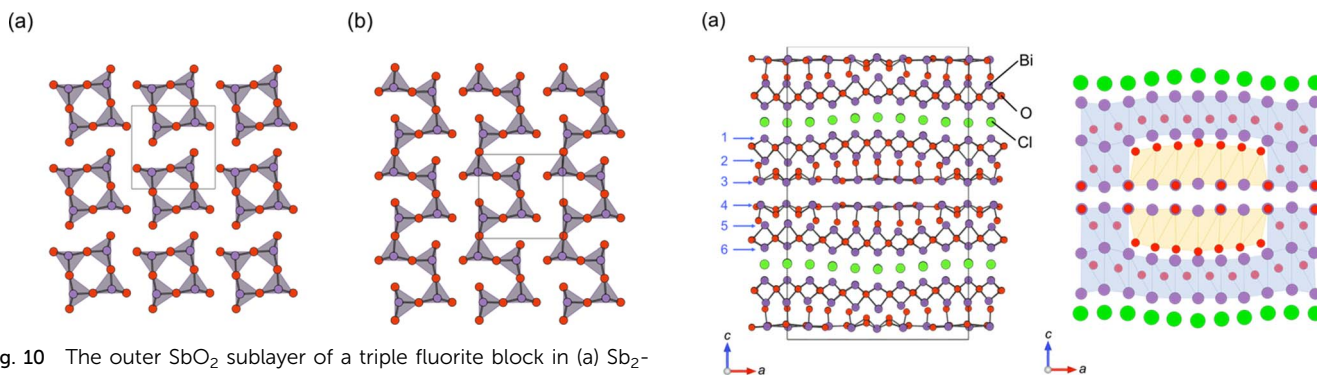 (a)
(b)
g. 10 The outer SbO₂ sublayer of a triple fluorite block in (a) Sb₂-
(a)
Bi
O
Cl
1
2
3
4
5
6
c
a
c
a